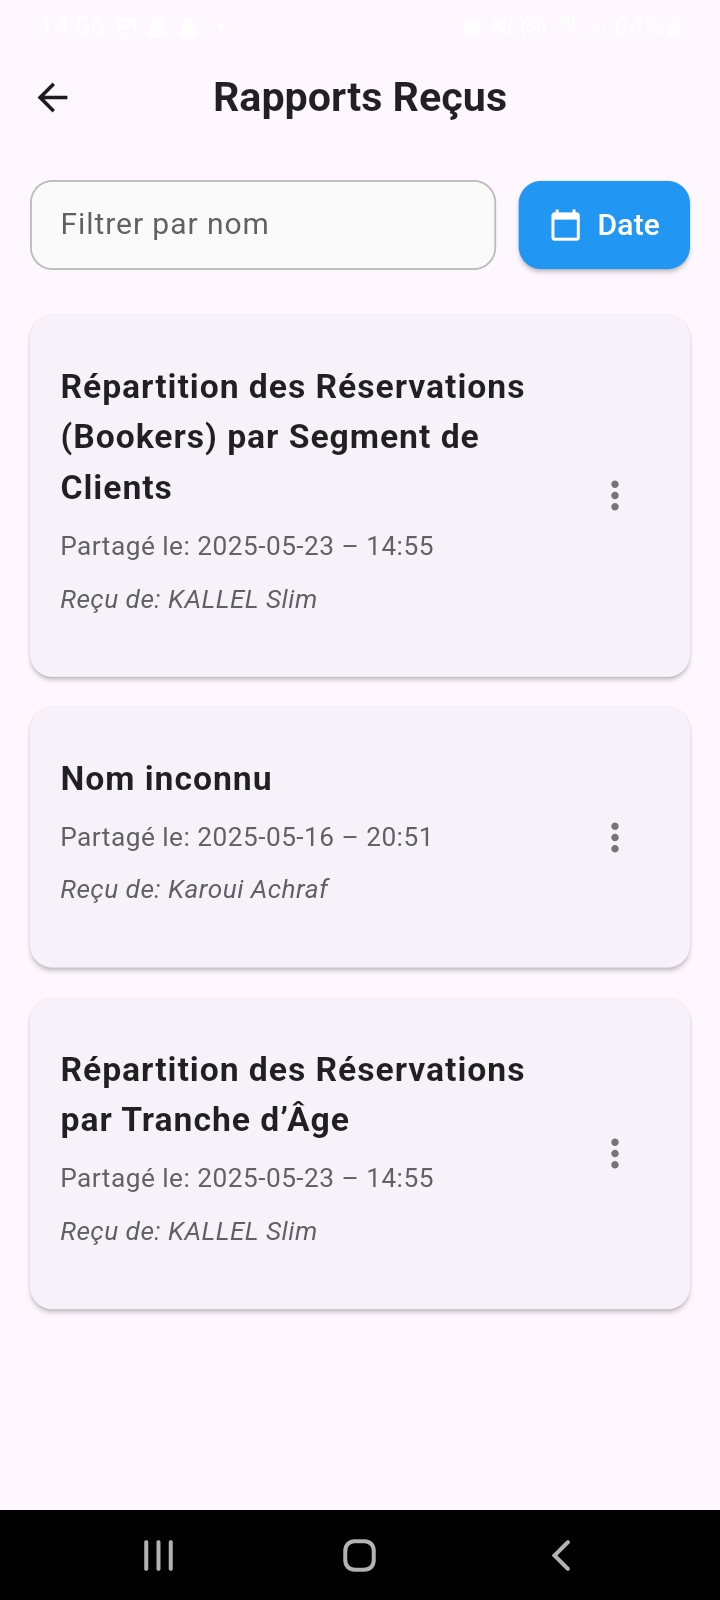 14:56
64%
Rapports Reçus
Filtrer par nom
Date
Répartition des Réservations
(Bookers) par Segment de
Clients
Partagé le: 2025-05-23 – 14:55
Reçu de: KALLEL Slim
Nom inconnu
Partagé le: 2025-05-16 – 20:51
Reçu de: Karoui Achraf
Répartition des Réservations
par Tranche d’Âge
Partagé le: 2025-05-23 – 14:55
Reçu de: KALLEL Slim